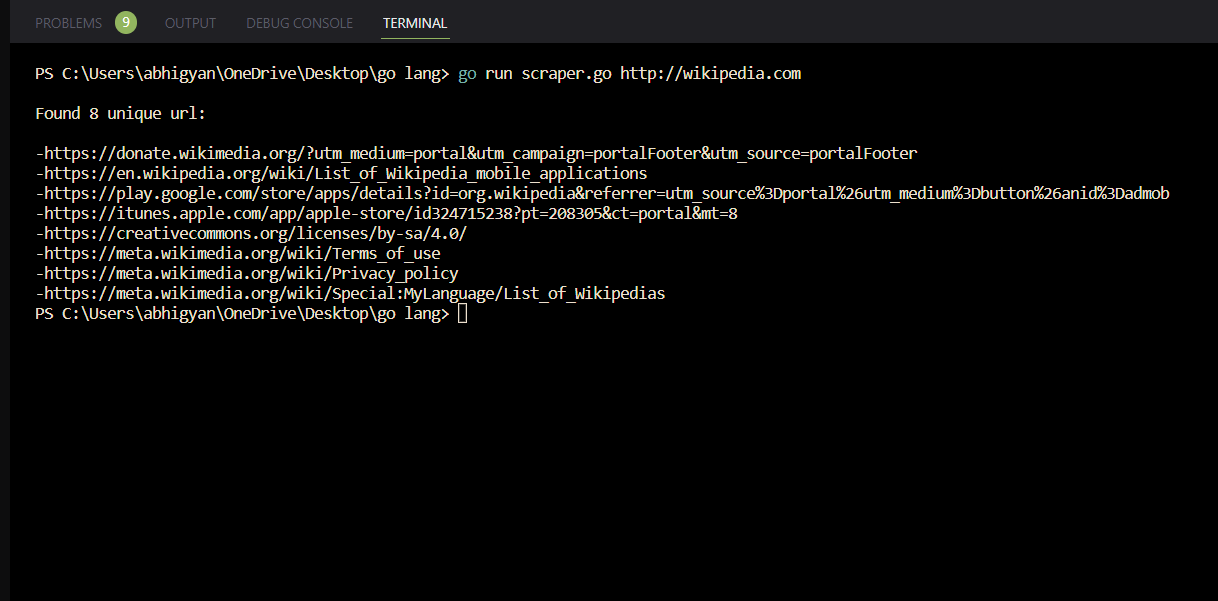 PROBLEMS 9 OUTPUT DEBUG CONSOLE TERMINAL
PS C:\Users\abhigyan\OneDrive\Desktop\go lang> go run scraper.go http://wikipedia.com
Found 8 unique url:
-https://donate.wikimedia.org/?utm_medium=portal&utm_campaign=portalFooter&utm_source=portalFooter
-https://en.wikipedia.org/wiki/List_of_Wikipedia_mobile_applications
-https://play.google.com/store/apps/details?id=org.wikipedia&referrer=utm_source%3Dportal%26utm_medium%3Dbutton%26anid%3Dadmob
-https://itunes.apple.com/app/apple-store/id324715238?pt=208305&ct=portal&mt=8
-https://creativecommons.org/licenses/by-sa/4.0/
-https://meta.wikimedia.org/wiki/Terms_of_use
-https://meta.wikimedia.org/wiki/Privacy_policy
-https://meta.wikimedia.org/wiki/Special:MyLanguage/List_of_Wikipedias
PS C:\Users\abhigyan\OneDrive\Desktop\go lang>